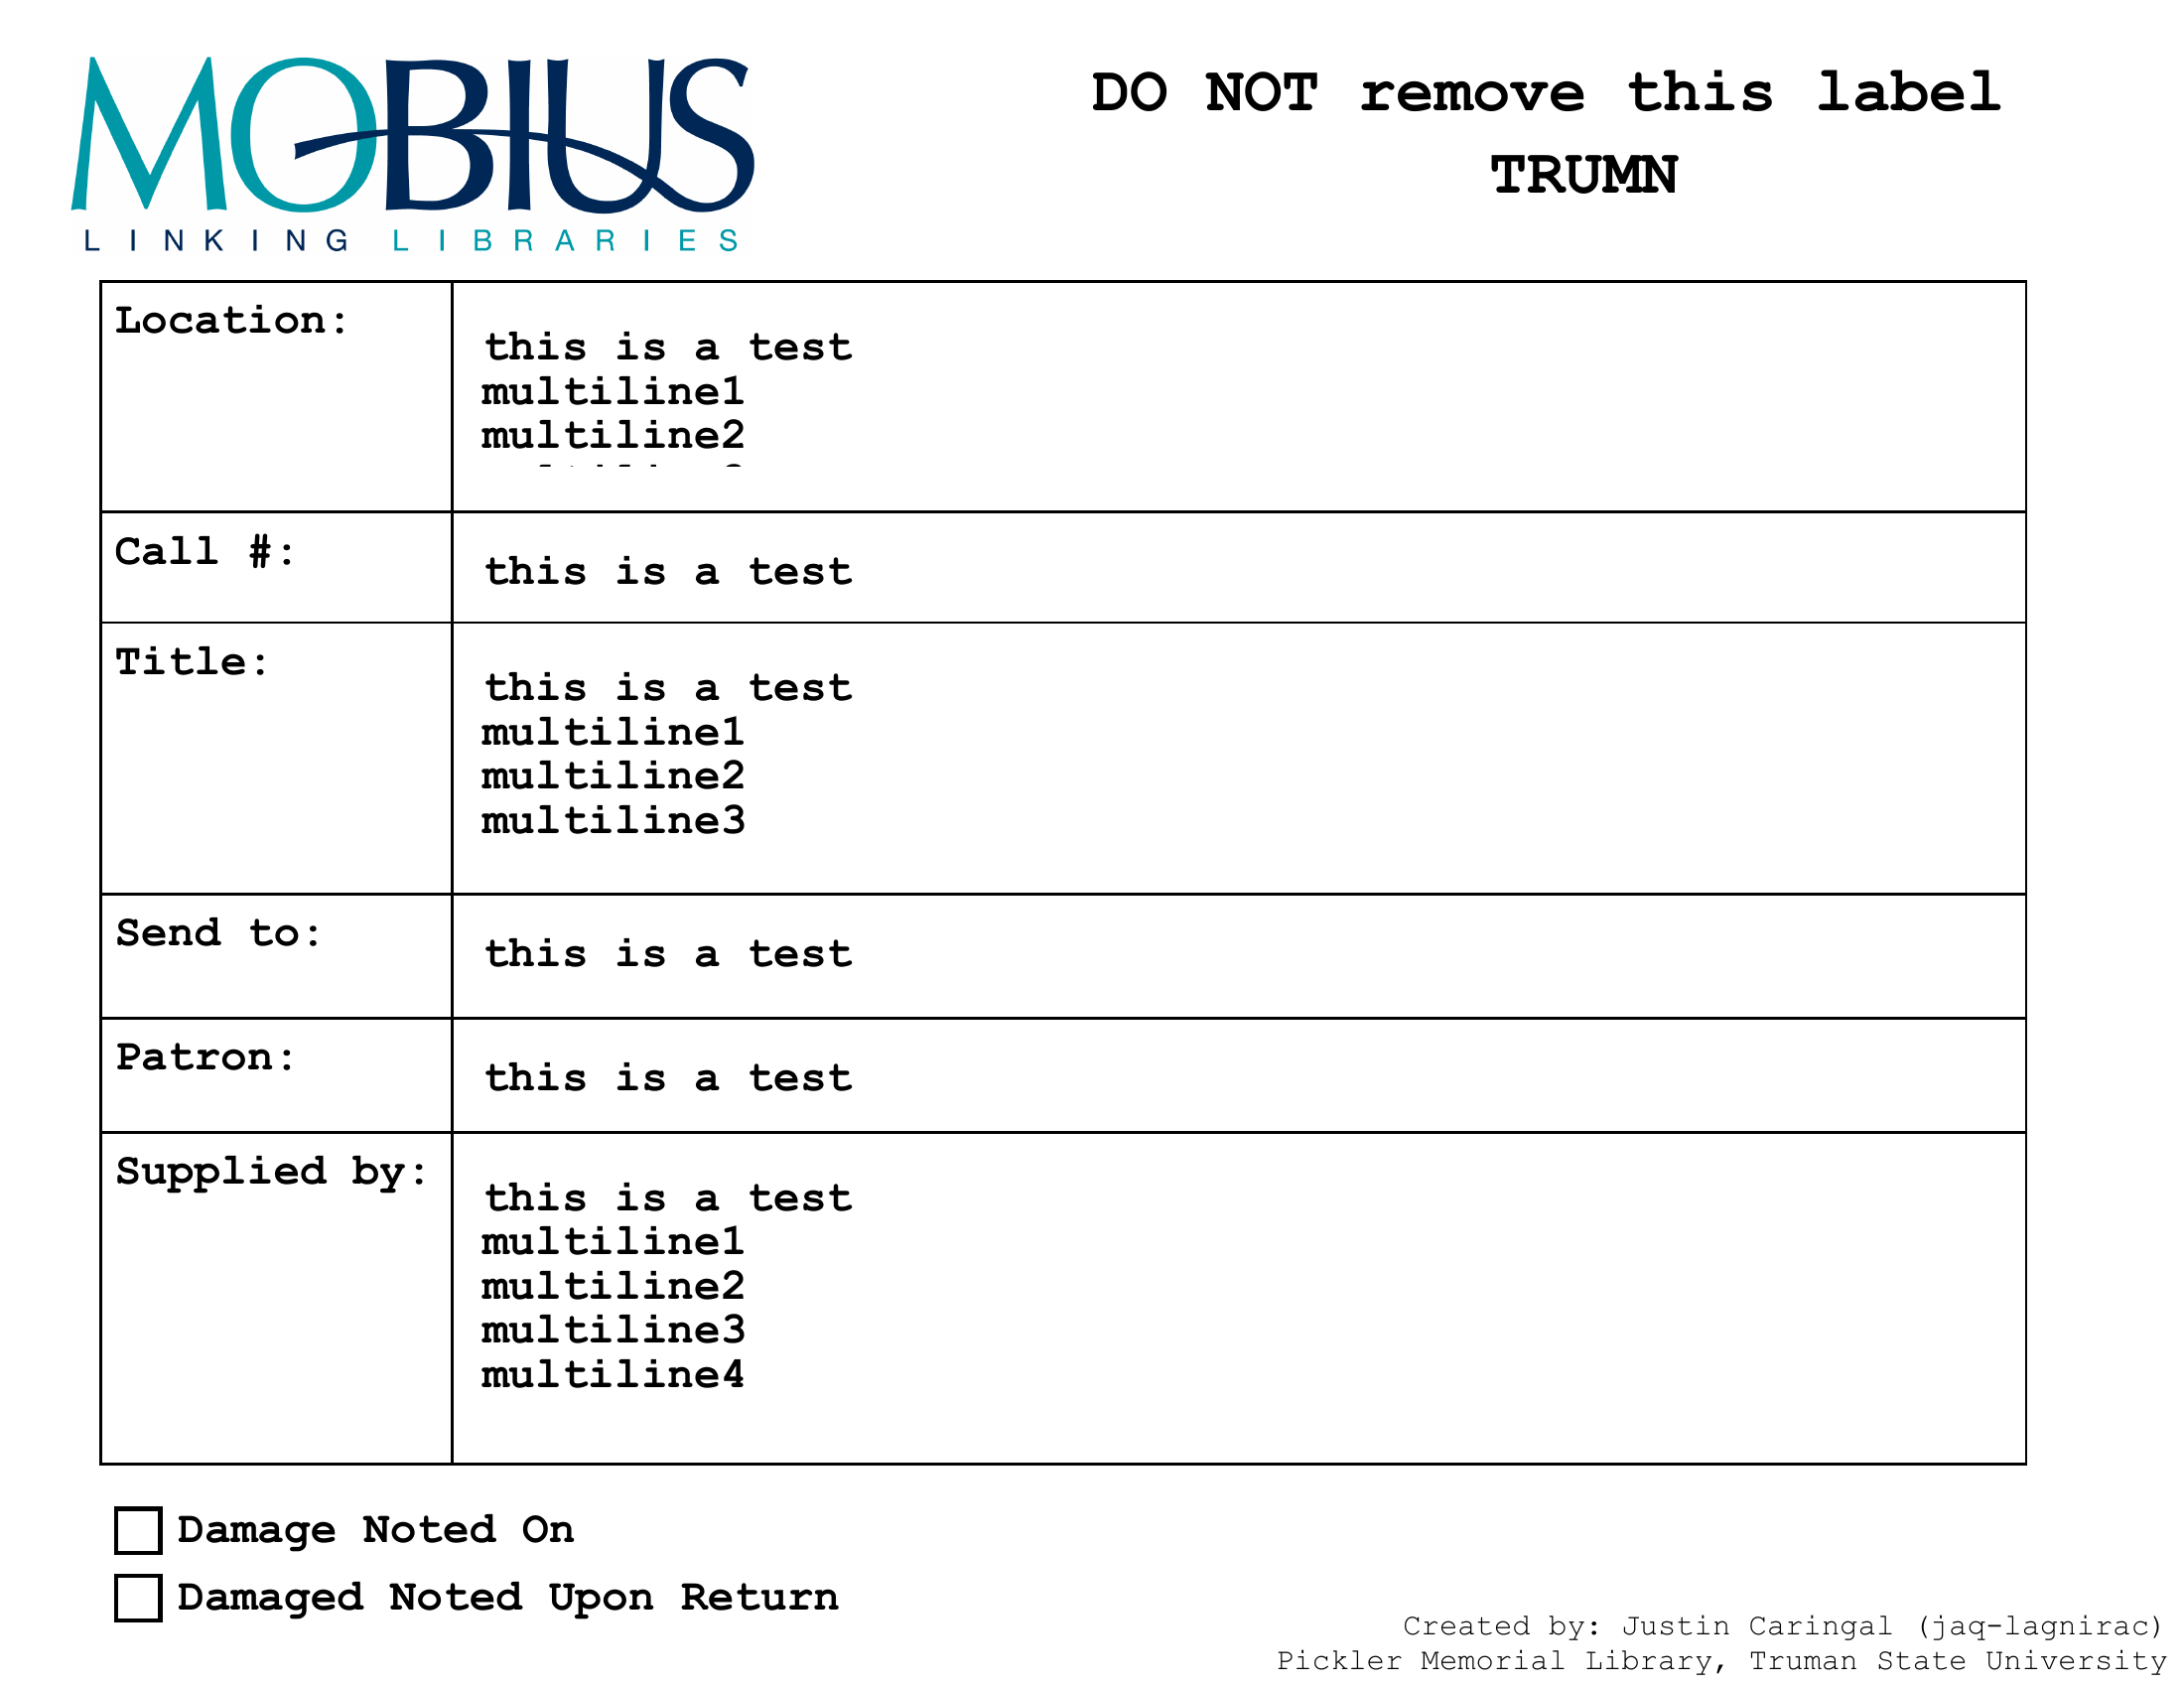 MOBIUS
LINKING LIBRARIES
DO NOT remove this label
TRUMN
Location:
this is a test
multiline1
multiline2
Call #:
this is a test
Title:
this is a test
multiline1
multiline2
multiline3
Send to:
this is a test
Patron:
this is a test
Supplied by:
this is a test
multiline1
multiline2
multiline3
multiline4
Damage Noted On
Damaged Noted Upon Return
Created by: Justin Caringal (jaq-lagnirac)
Pickler Memorial Library, Truman State University